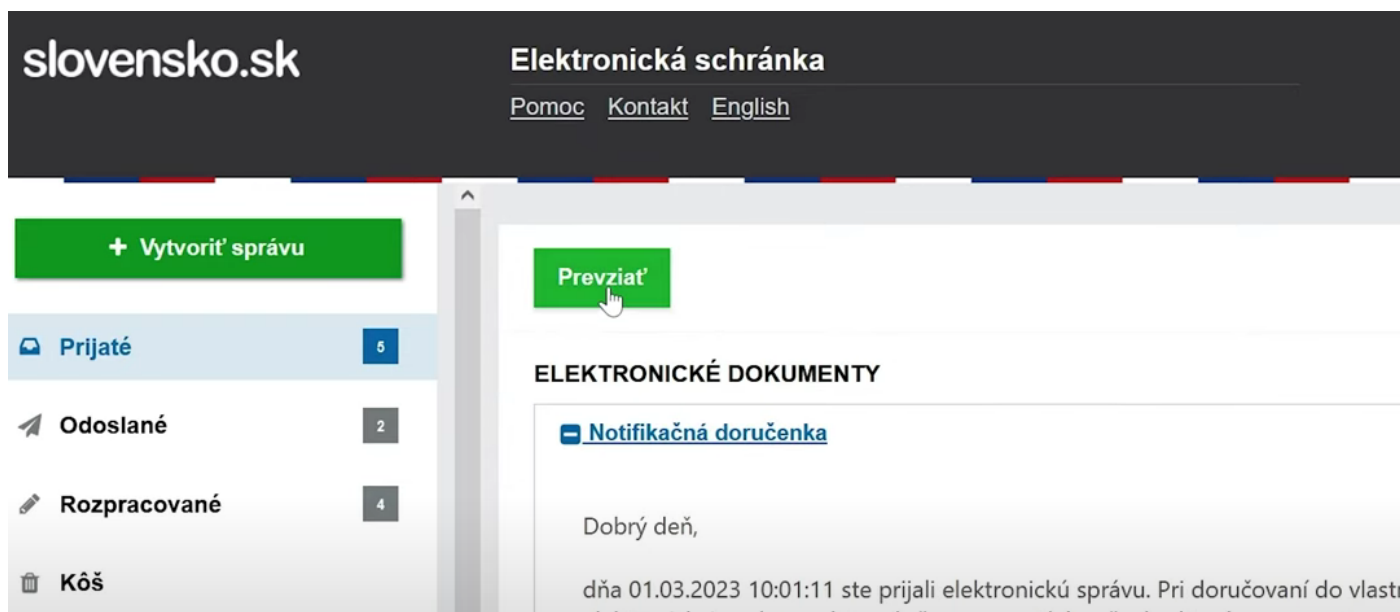 slovensko.sk
Elektronická schránka
Pomoc Kontakt English
+ Vytvoriť správu
Prijaté 5
Odoslané 2
Rozpracované 4
Kôš
Prevziať
ELEKTRONICKÉ DOKUMENTY
Notifikačná doručenka
Dobrý deň,
dňa 01.03.2023 10:01:11 ste prijali elektronickú správu. Pri doručovaní do